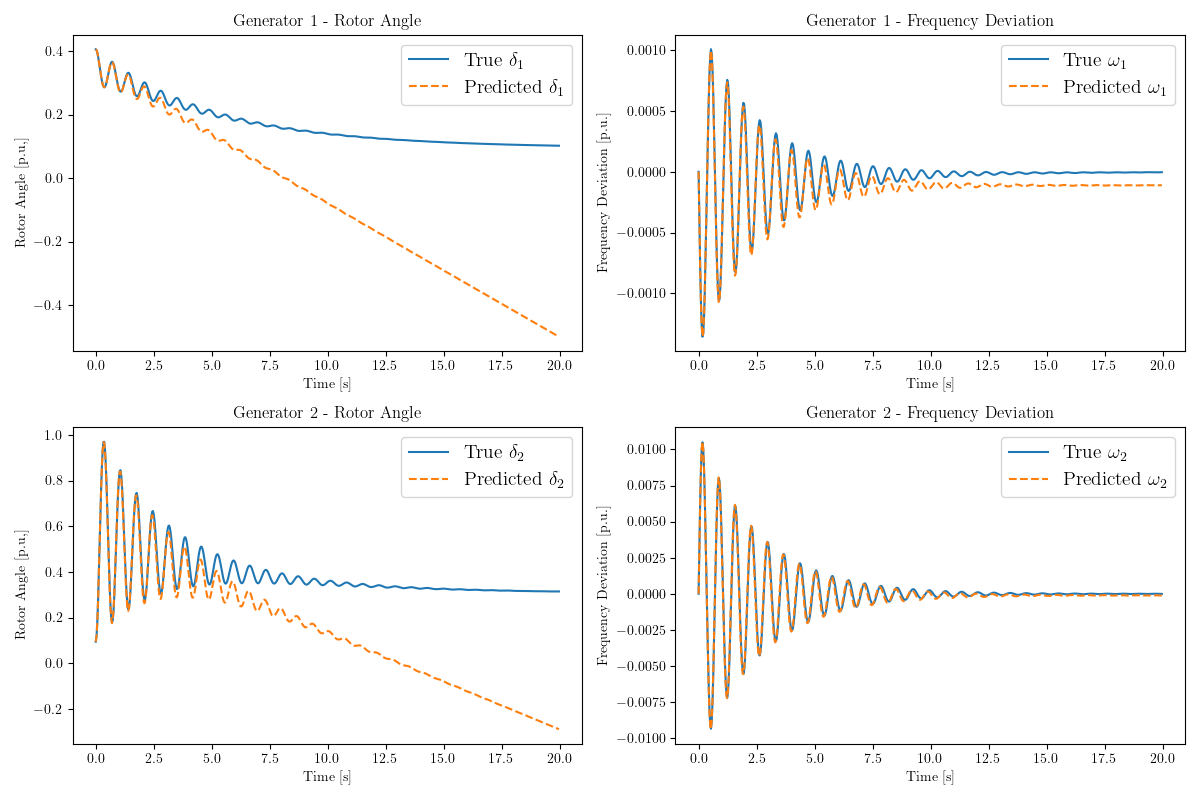 Generator 1 - Rotor Angle
Rotor Angle [p.u.]
0.4
0.2
0.0
−0.2
−0.4
True δ1
Predicted δ1
0.0 2.5 5.0 7.5 10.0 12.5 15.0 17.5 20.0
Time [s]
Generator 1 - Frequency Deviation
Frequency Deviation [p.u.]
0.0010
0.0005
0.0000
−0.0005
−0.0010
True ω1
Predicted ω1
0.0 2.5 5.0 7.5 10.0 12.5 15.0 17.5 20.0
Time [s]
Generator 2 - Rotor Angle
Rotor Angle [p.u.]
1.0
0.8
0.6
0.4
0.2
0.0
−0.2
True δ2
Predicted δ2
0.0 2.5 5.0 7.5 10.0 12.5 15.0 17.5 20.0
Time [s]
Generator 2 - Frequency Deviation
Frequency Deviation [p.u.]
0.0100
0.0075
0.0050
0.0025
0.0000
−0.0025
−0.0050
−0.0075
−0.0100
True ω2
Predicted ω2
0.0 2.5 5.0 7.5 10.0 12.5 15.0 17.5 20.0
Time [s]